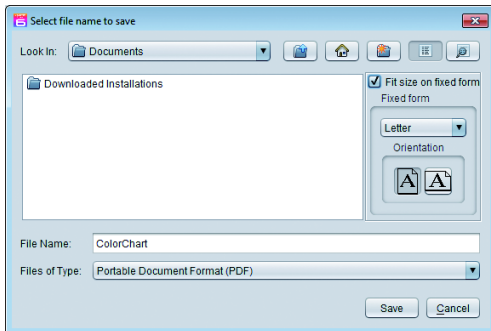 Select file name to save
Look In: Documents
Downloaded Installations
Fit size on fixed form
Fixed form
Letter
Orientation
A A
File Name: ColorChart
Files of Type: Portable Document Format (PDF)
Save Cancel